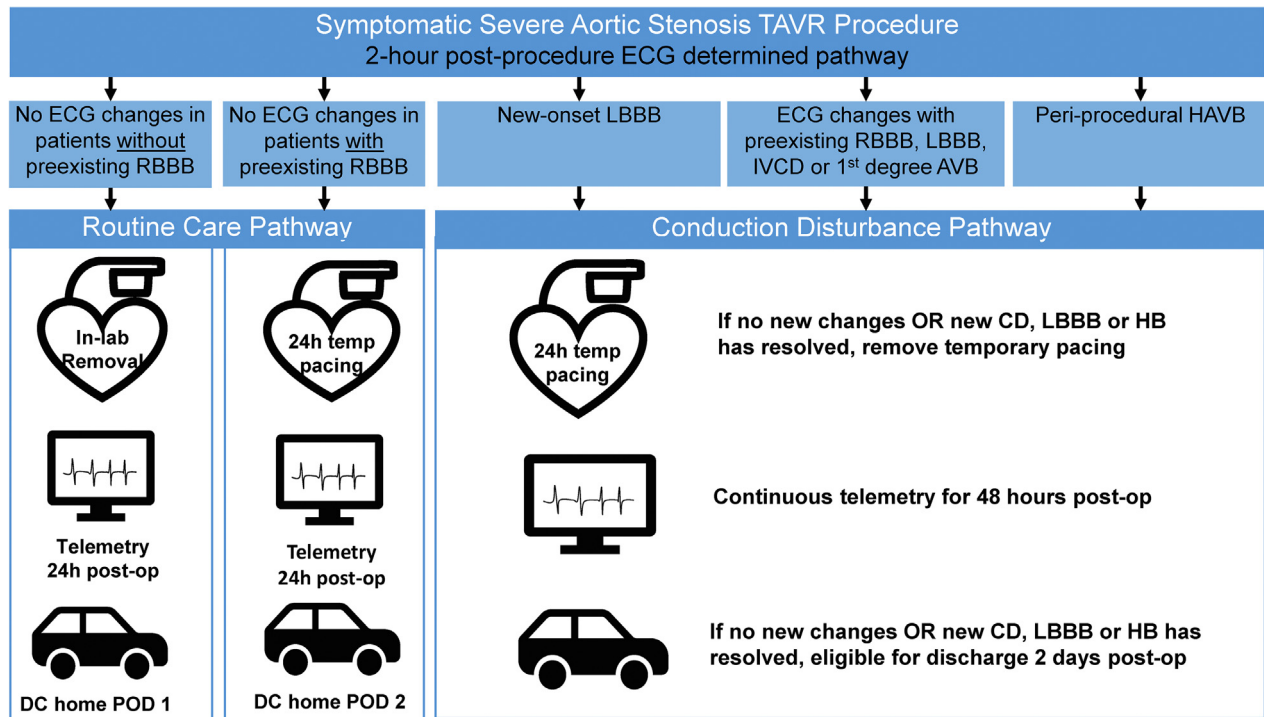 Symptomatic Severe Aortic Stenosis TAVR Procedure
2-hour post-procedure ECG determined pathway
No ECG changes in
patients without
preexisting RBBB
No ECG changes in
patients with
preexisting RBBB
New-onset LBBB
ECG changes with
preexisting RBBB, LBBB,
IVCD or 1st degree AVB
Peri-procedural HAVB
Routine Care Pathway
In-lab
Removal
Telemetry
24h post-op
DC home POD 1
24h temp
pacing
Telemetry
24h post-op
DC home POD 2
Conduction Disturbance Pathway
24h temp
pacing
If no new changes OR new CD, LBBB or HB
has resolved, remove temporary pacing
Continuous telemetry for 48 hours post-op
If no new changes OR new CD, LBBB or HB has
resolved, eligible for discharge 2 days post-op